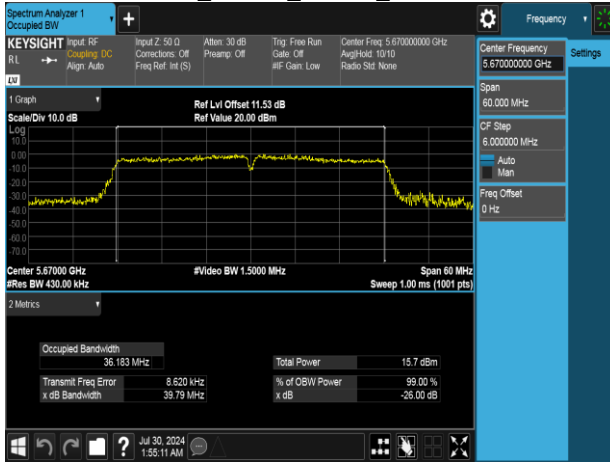 Spectrum Analyzer 1
Occupied BW
Frequency
KEYSIGHT
RL
LXI
Input: RF
Coupling: DC
Align: Auto
Input Z: 50 Ω
Corrections: Off
Freq Ref: Int (S)
Atten: 30 dB
Preamp: Off
Trig: Free Run
Gate: Off
#IF Gain: Low
Center Freq: 5.670000000 GHz
Avg|Hold: 10/10
Radio Std: None
Center Frequency
5.670000000 GHz
Settings
Span
60.000 MHz
CF Step
6.000000 MHz
Auto
Man
Freq Offset
0 Hz
1 Graph
Scale/Div 10.0 dB
Ref Lvl Offset 11.53 dB
Ref Value 20.00 dBm
Log
10.0
0.00
-10.0
-20.0
-30.0
-40.0
-50.0
-60.0
-70.0
Center 5.67000 GHz
#Video BW 1.5000 MHz
Span 60 MHz
#Res BW 430.00 kHz
Sweep 1.00 ms (1001 pts)
2 Metrics
Occupied Bandwidth
36.183 MHz
Total Power 15.7 dBm
Transmit Freq Error 8.620 kHz
% of OBW Power 99.00 %
x dB Bandwidth 39.79 MHz
x dB -26.00 dB
Jul 30, 2024
1:55:11 AM